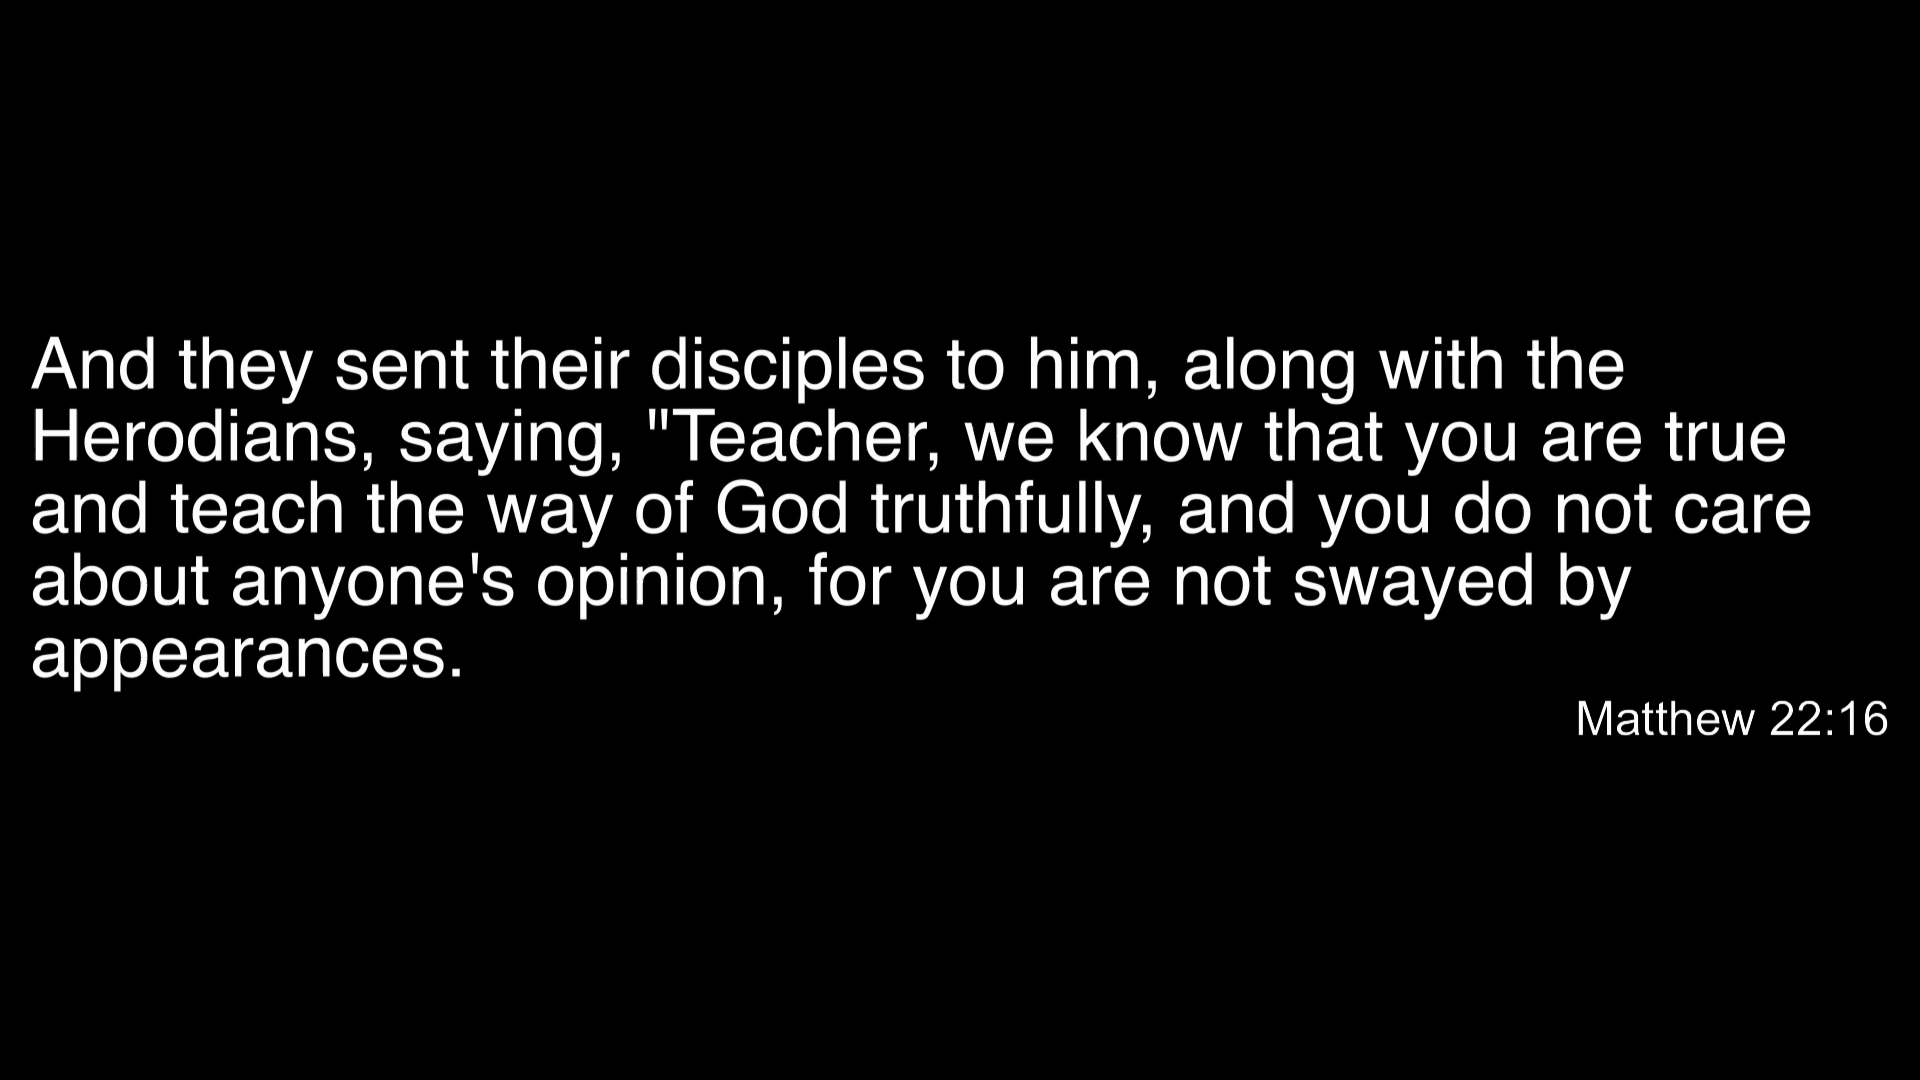 And they sent their disciples to him, along with the
Herodians, saying, "Teacher, we know that you are true
and teach the way of God truthfully, and you do not care
about anyone's opinion, for you are not swayed by
appearances.
Matthew 22:16